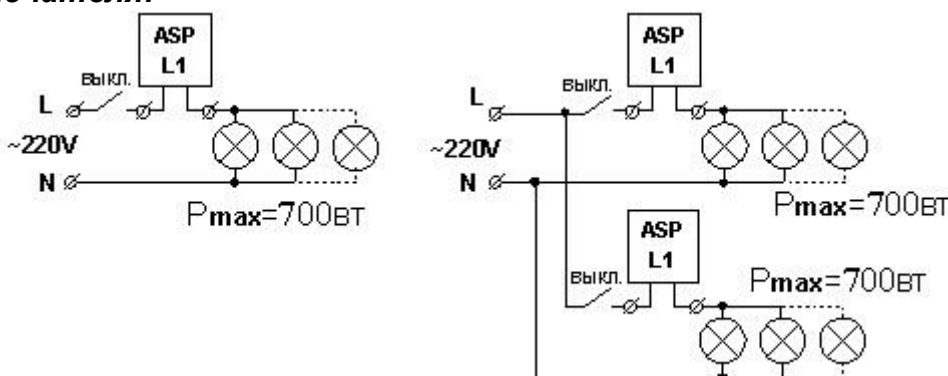 ASP
L1
выкл.
L
~220V
N
Pmax=700вт
ASP
L1
выкл.
L
~220V
N
Pmax=700вт
ASP
L1
выкл.
Pmax=700вт